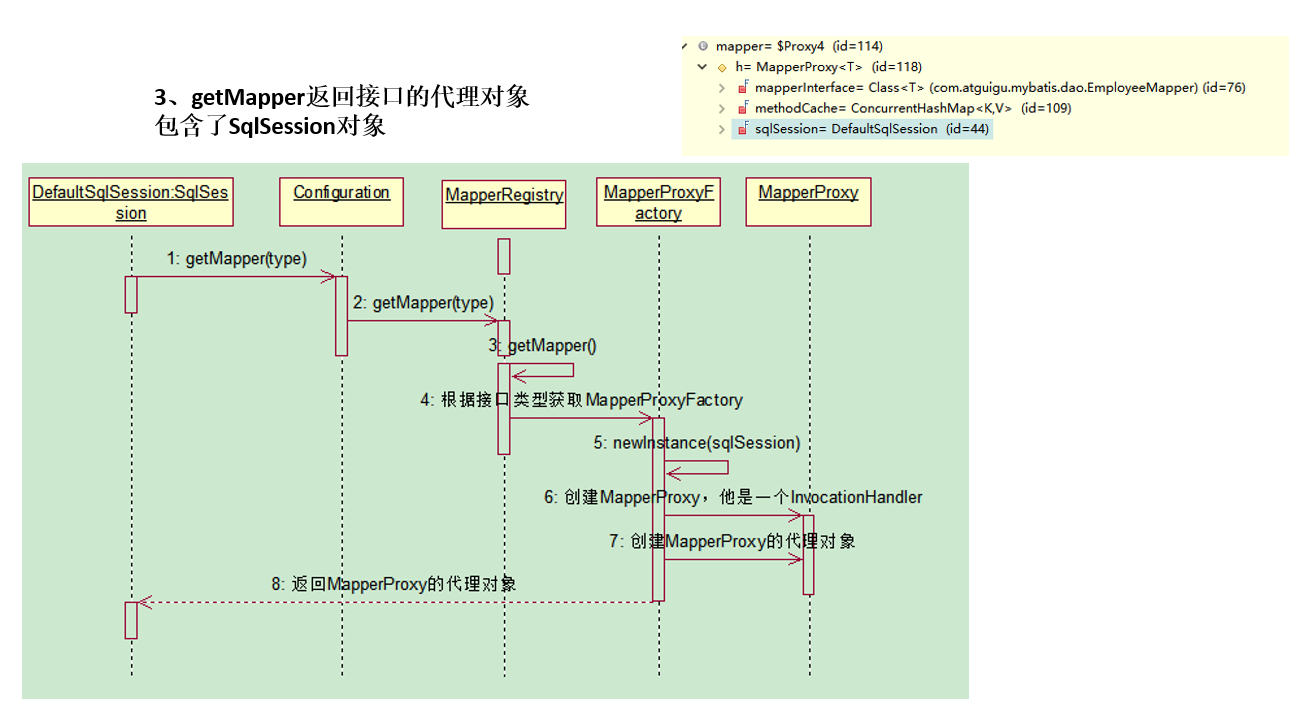 3、getMapper返回接口的代理对象
包含了SqlSession对象
mapper= $Proxy4 (id=114)
h= MapperProxy<T> (id=118)
mapperInterface= Class<T> (com.atguigu.mybatis.dao.EmployeeMapper) (id=76)
methodCache= ConcurrentHashMap<K,V> (id=109)
sqlSession= DefaultSqlSession (id=44)
DefaultSqlSession:SqlSes
sion
Configuration
MapperRegistry
MapperProxyF
actory
MapperProxy
1: getMapper(type)
2: getMapper(type)
3: getMapper()
4: 根据接口类型获取MapperProxyFactory
5: newInstance(sqlSession)
6: 创建MapperProxy，他是一个InvocationHandler
7: 创建MapperProxy的代理对象
8: 返回MapperProxy的代理对象